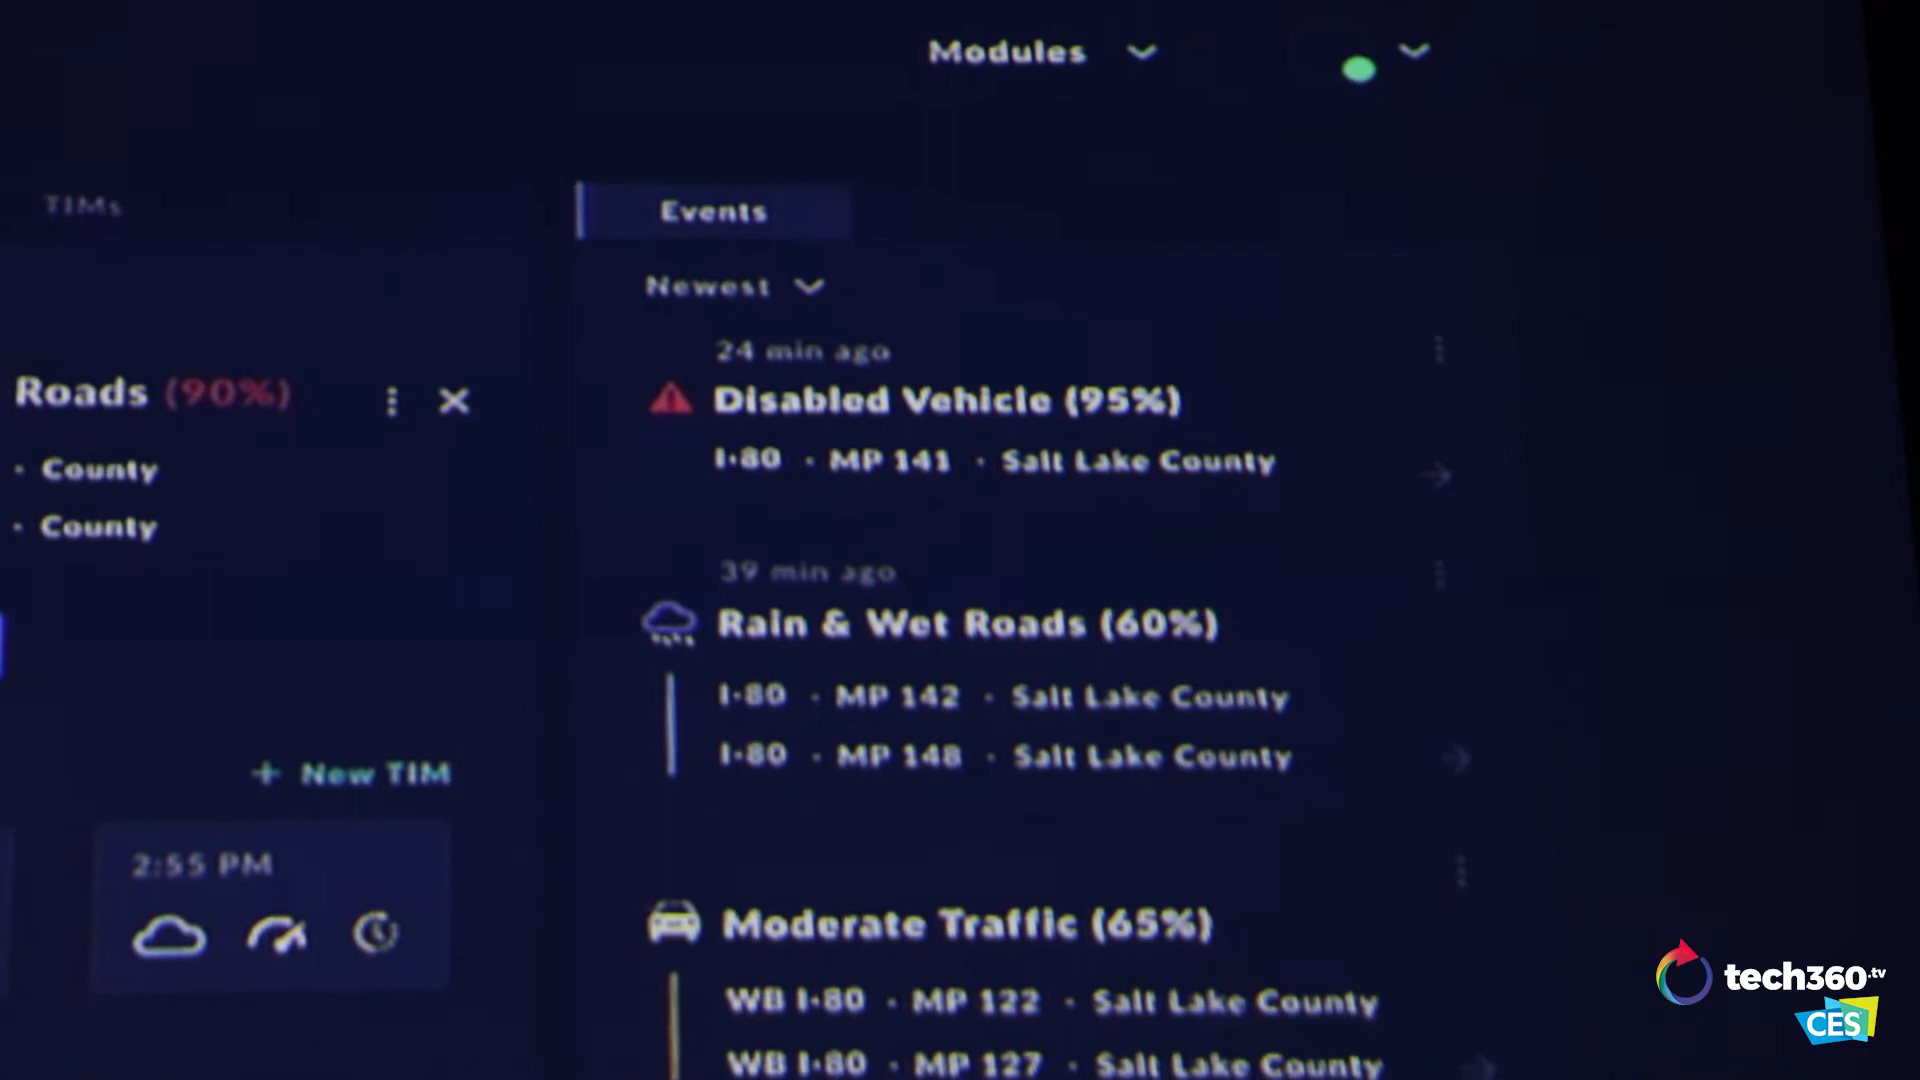 Modules
TIMs
Roads (90%)
· County
· County
+ New TIM
2:55 PM
Events
Newest
24 min ago
Disabled Vehicle (95%)
I-80 · MP 141 · Salt Lake County
39 min ago
Rain & Wet Roads (60%)
I-80 · MP 142 · Salt Lake County
I-80 · MP 148 · Salt Lake County
Moderate Traffic (65%)
WB I-80 · MP 122 · Salt Lake County
WB I-80 · MP 127 · Salt Lake County
tech360.tv
CES